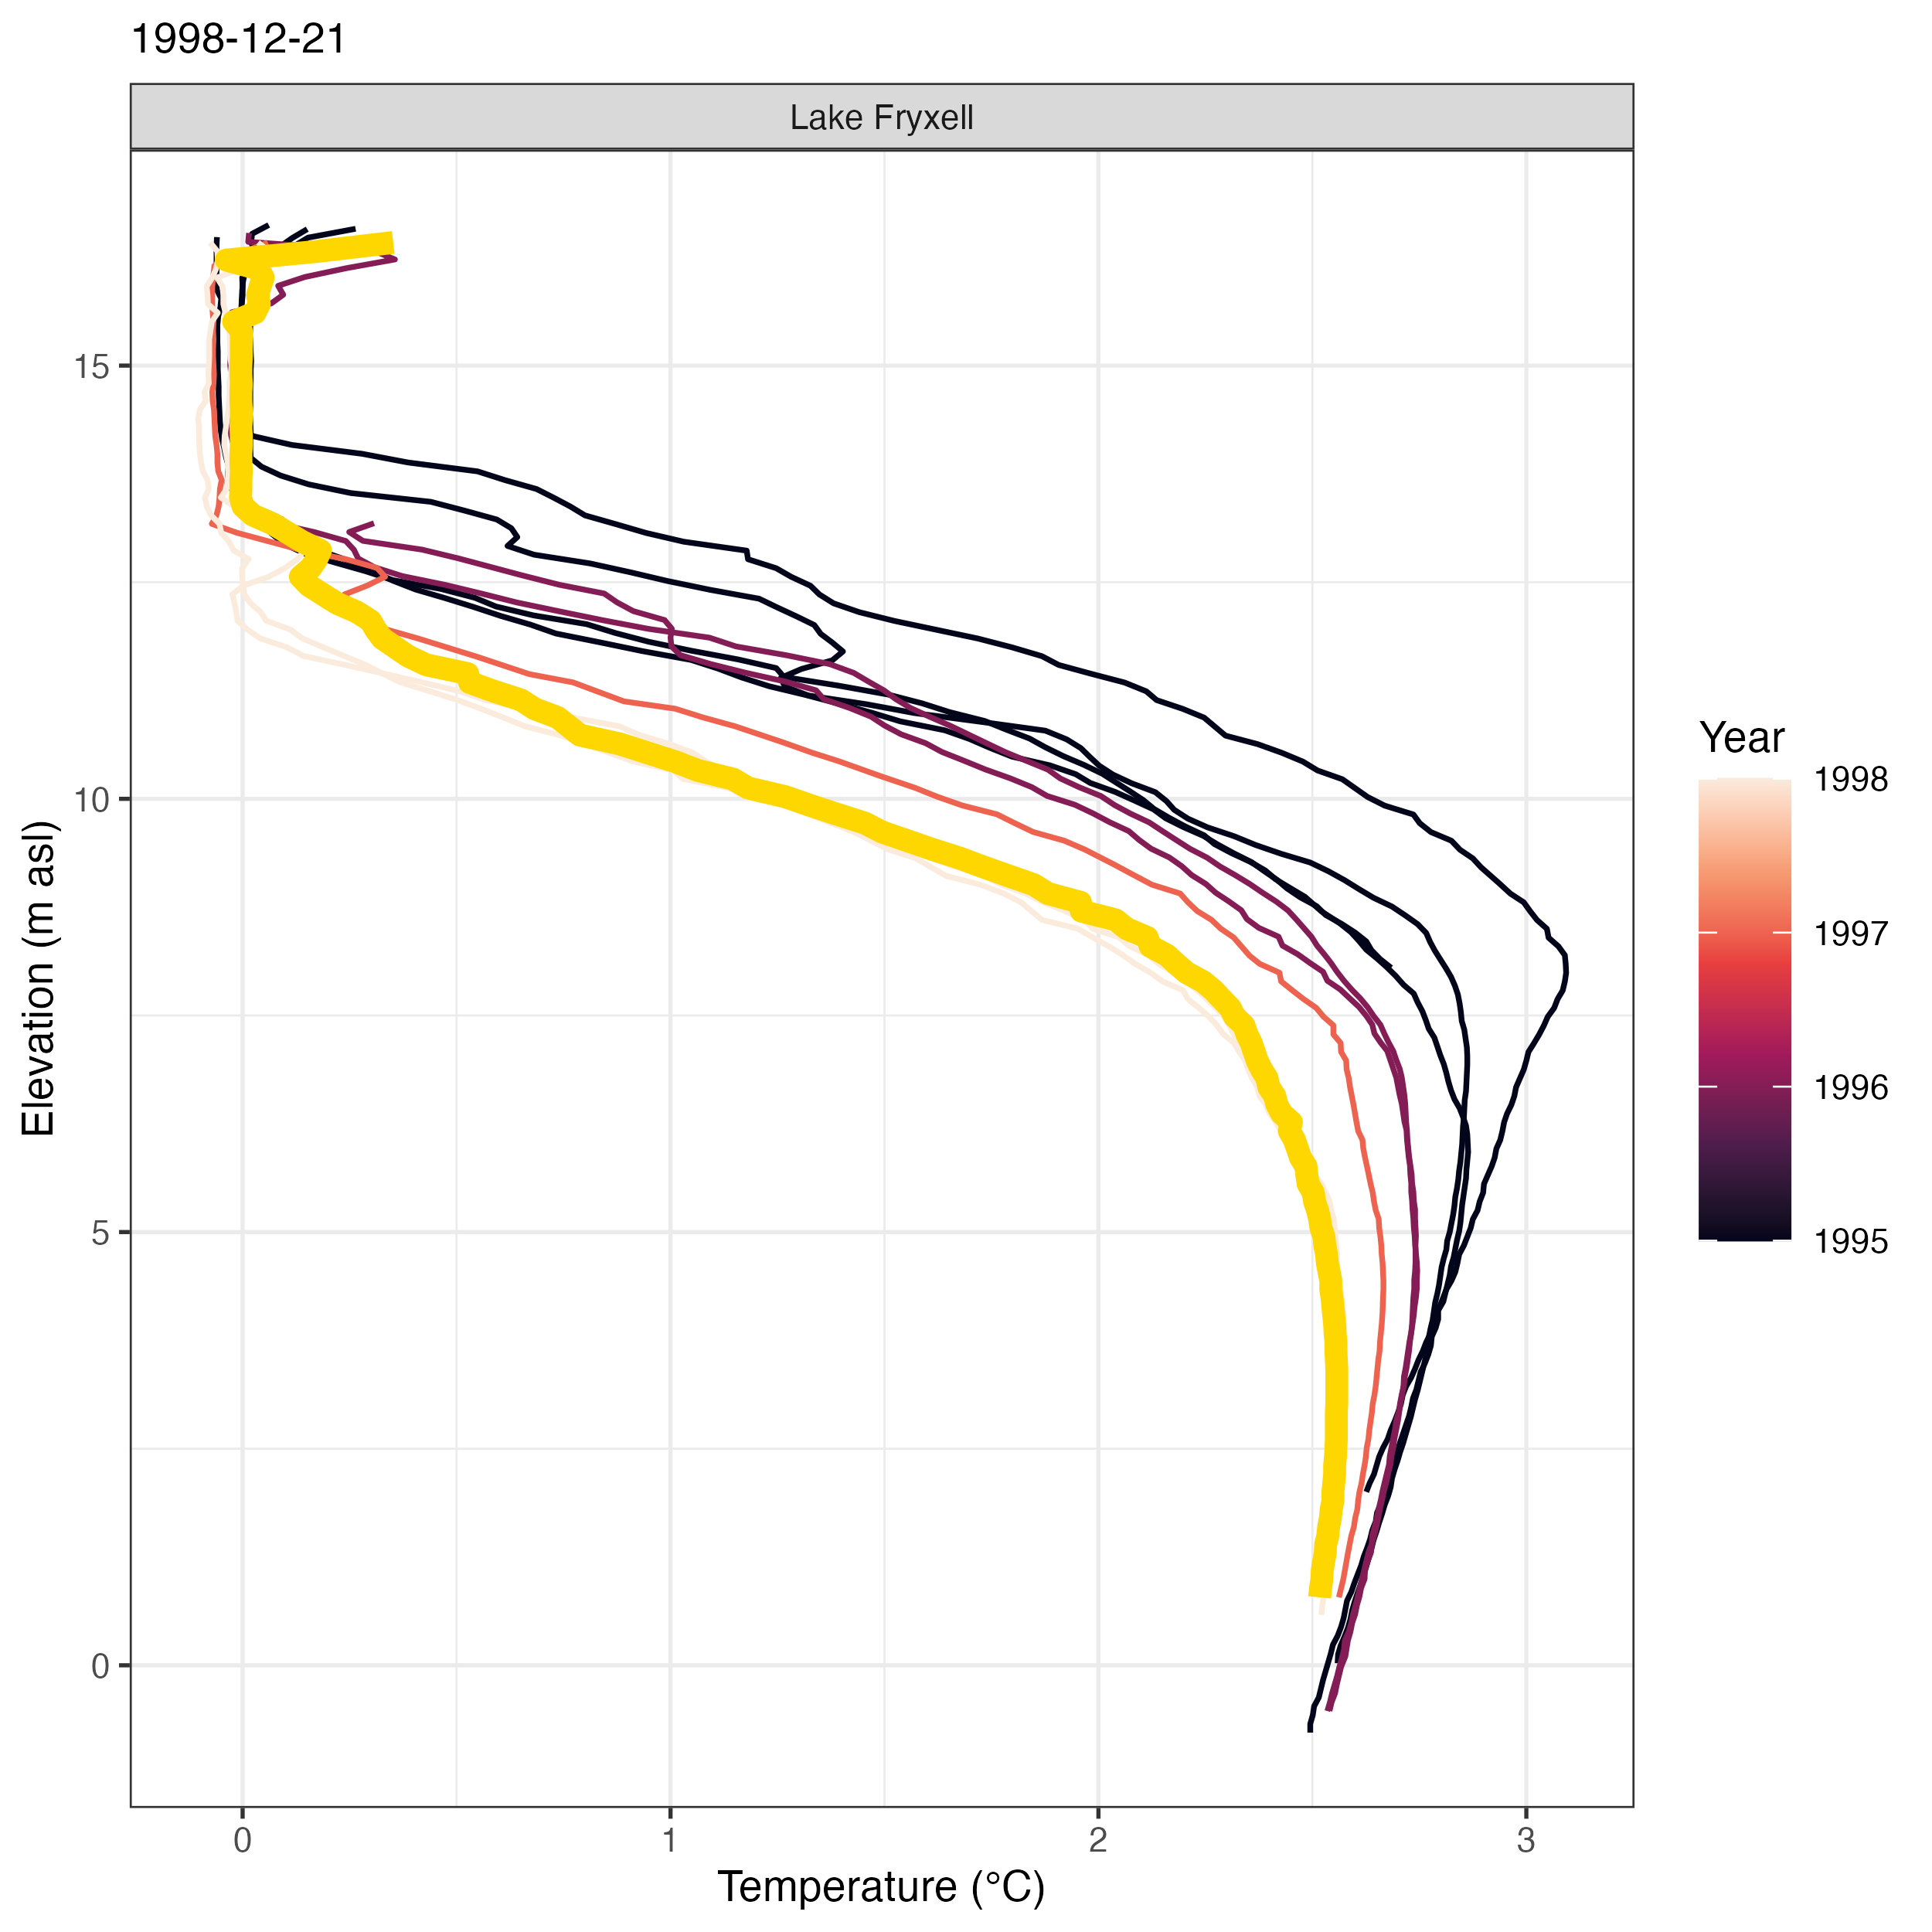 1998-12-21
Lake Fryxell
15
10
5
0
Elevation (m asl)
0 1 2 3
Temperature (°C)
Year
1998
1997
1996
1995